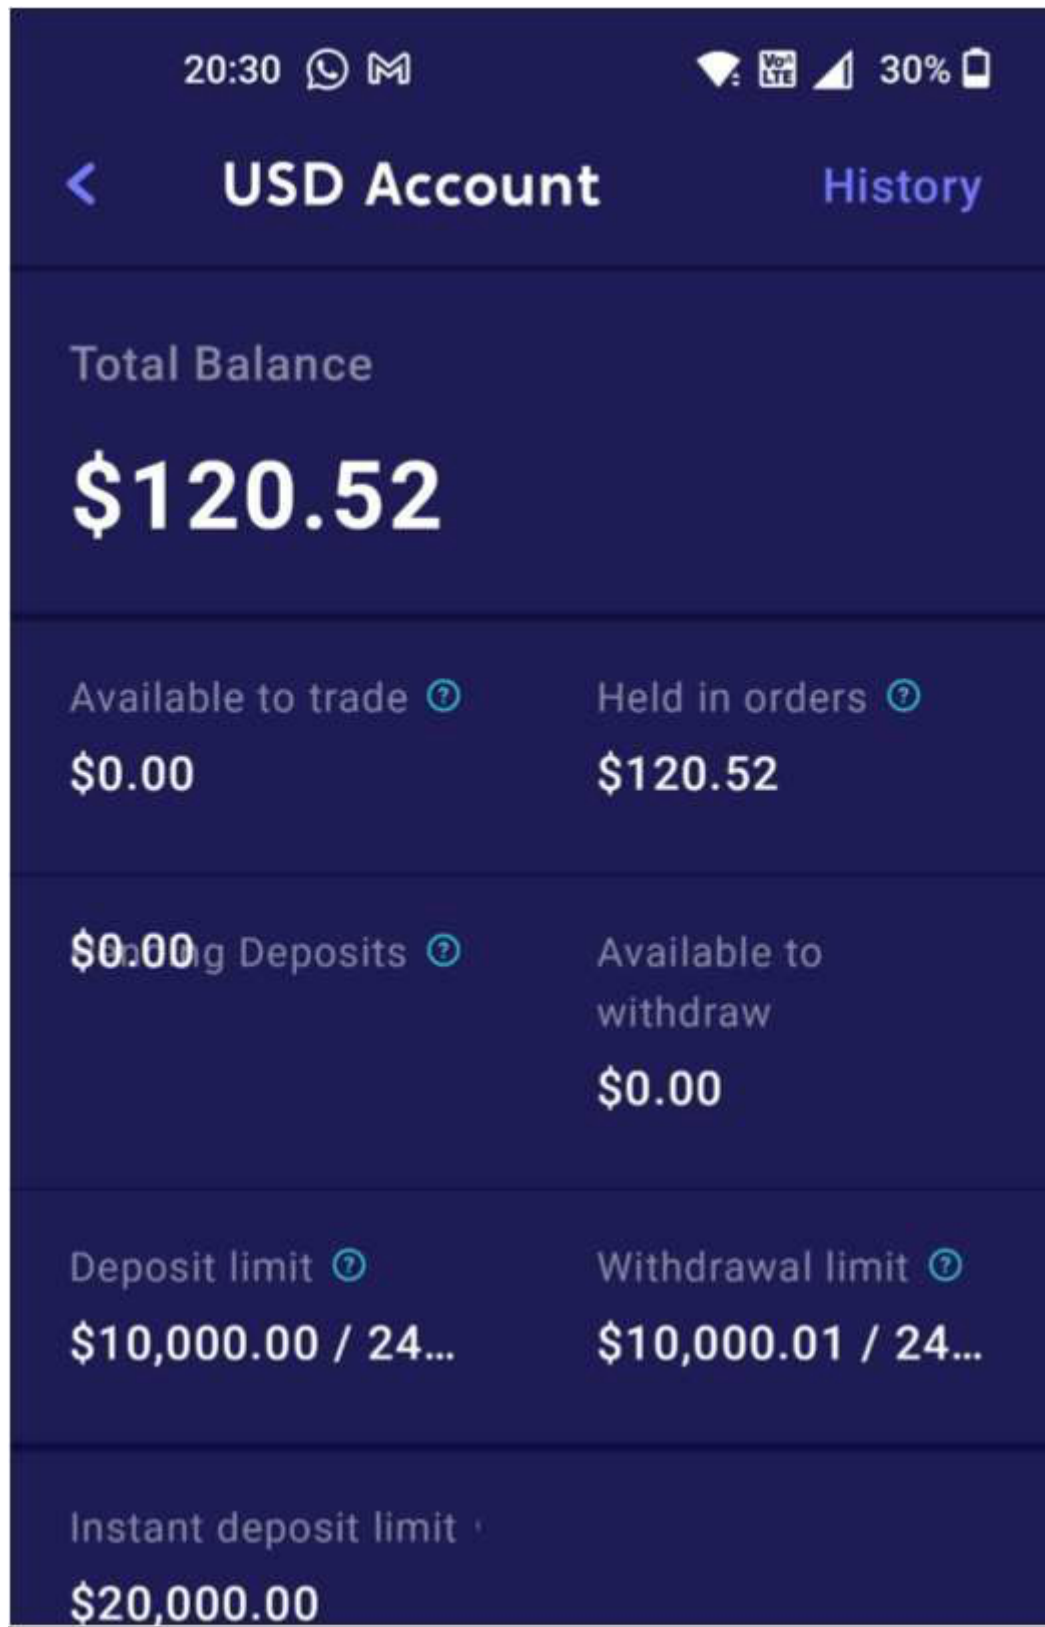 20:30 30%
USD Account History
Total Balance
$120.52
Available to trade Held in orders
$0.00 $120.52
$0.00 Deposits Available to
withdraw
$0.00
Deposit limit Withdrawal limit
$10,000.00 / 24... $10,000.01 / 24...
Instant deposit limit
$20,000.00